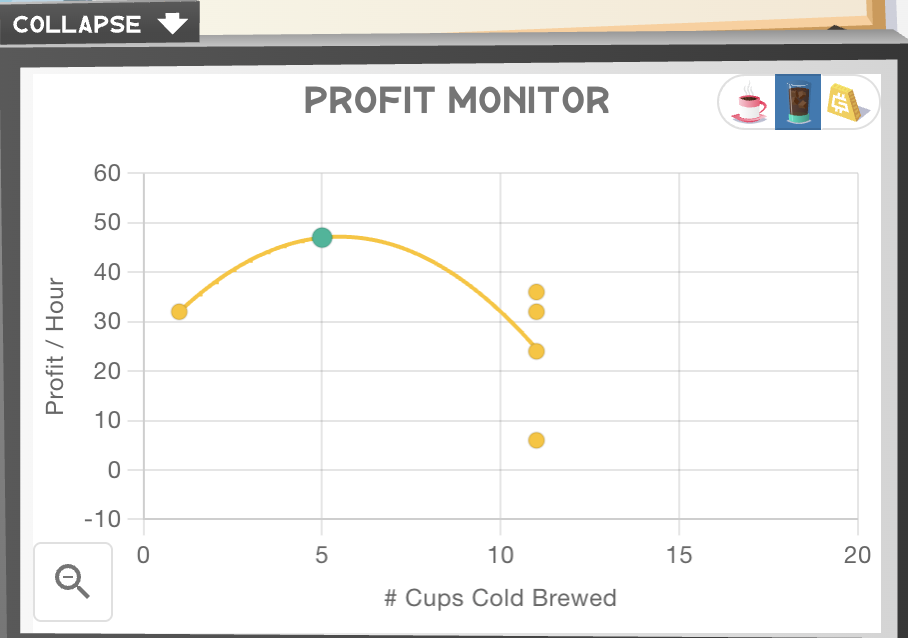 COLLAPSE
PROFIT MONITOR
60
50
40
30
20
10
0
-10
Profit / Hour
0 5 10 15 20
# Cups Cold Brewed